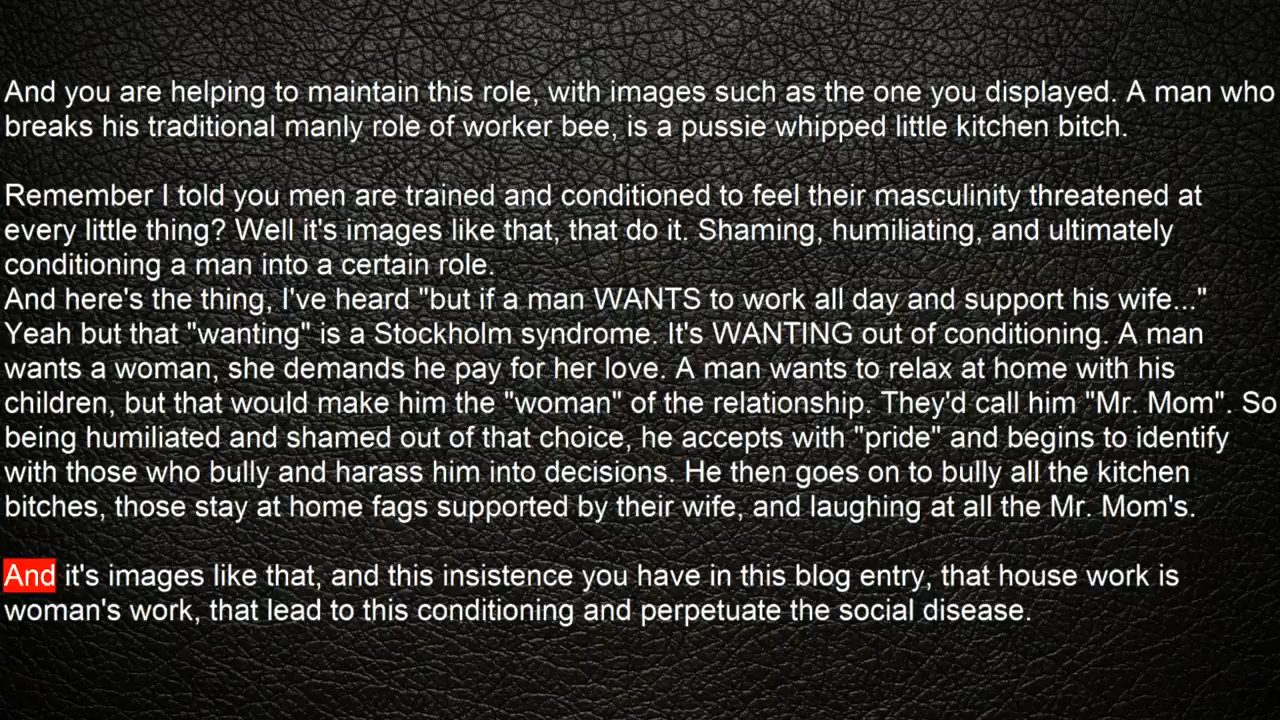 And you are helping to maintain this role, with images such as the one you displayed. A man who
breaks his traditional manly role of worker bee, is a pussie whipped little kitchen bitch.
Remember I told you men are trained and conditioned to feel their masculinity threatened at
every little thing? Well it's images like that, that do it. Shaming, humiliating, and ultimately
conditioning a man into a certain role.
And here's the thing, I've heard "but if a man WANTS to work all day and support his wife..."
Yeah but that "wanting" is a Stockholm syndrome. It's WANTING out of conditioning. A man
wants a woman, she demands he pay for her love. A man wants to relax at home with his
children, but that would make him the "woman" of the relationship. They'd call him "Mr. Mom". So
being humiliated and shamed out of that choice, he accepts with "pride" and begins to identify
with those who bully and harass him into decisions. He then goes on to bully all the kitchen
bitches, those stay at home fags supported by their wife, and laughing at all the Mr. Mom's.
And it's images like that, and this insistence you have in this blog entry, that house work is
woman's work, that lead to this conditioning and perpetuate the social disease.